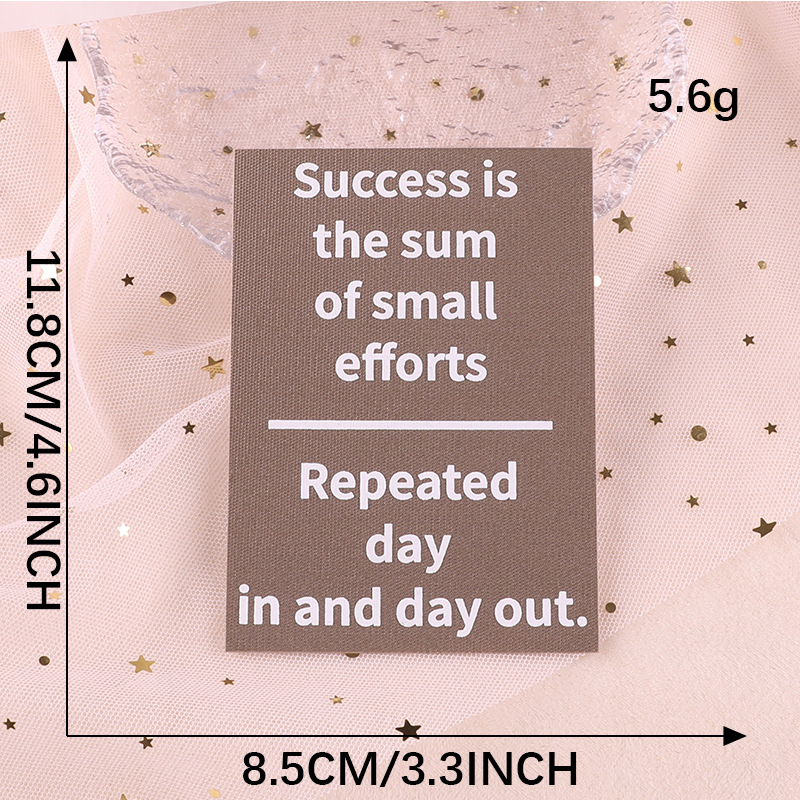 5.6g
Success is
the sum
of small
efforts
Repeated
day
in and day out.
11.8CM/4.6INCH
8.5CM/3.3INCH